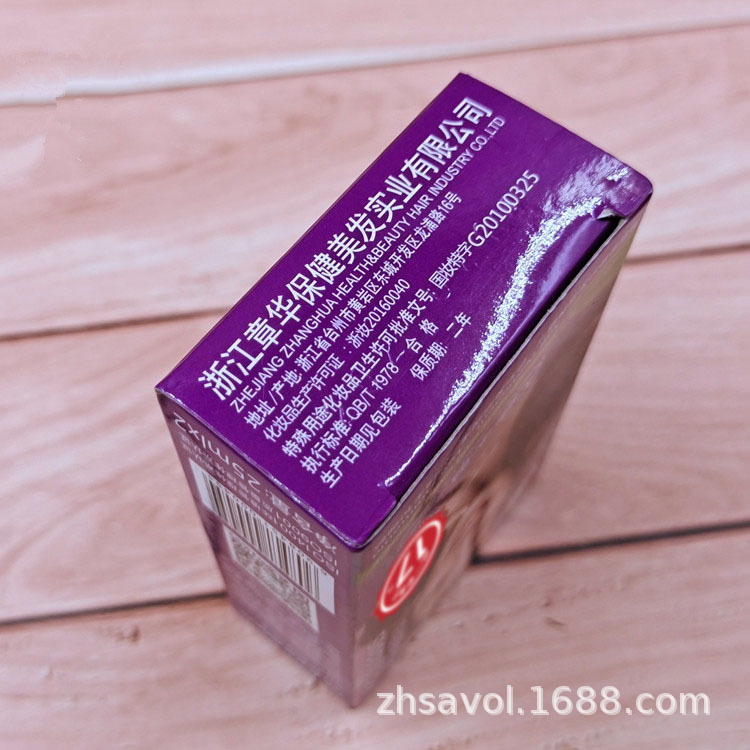 浙江章华保健美发实业有限公司
ZHEJIANG ZHANGHUA HEALTH&BEAUTY HAIR INDUSTRY CO.,LTD
地址/产地: 浙江省台州市黄岩区东城开发区龙浦路16号
化妆品生产许可证: 浙妆20160040
特殊用途化妆品卫生许可批准文号: 国妆特字G20100325
执行标准: QB/T 1978 一合格
生产日期见包装 保质期: 二年
净含量: 25mlx2
zhsavol.1688.com